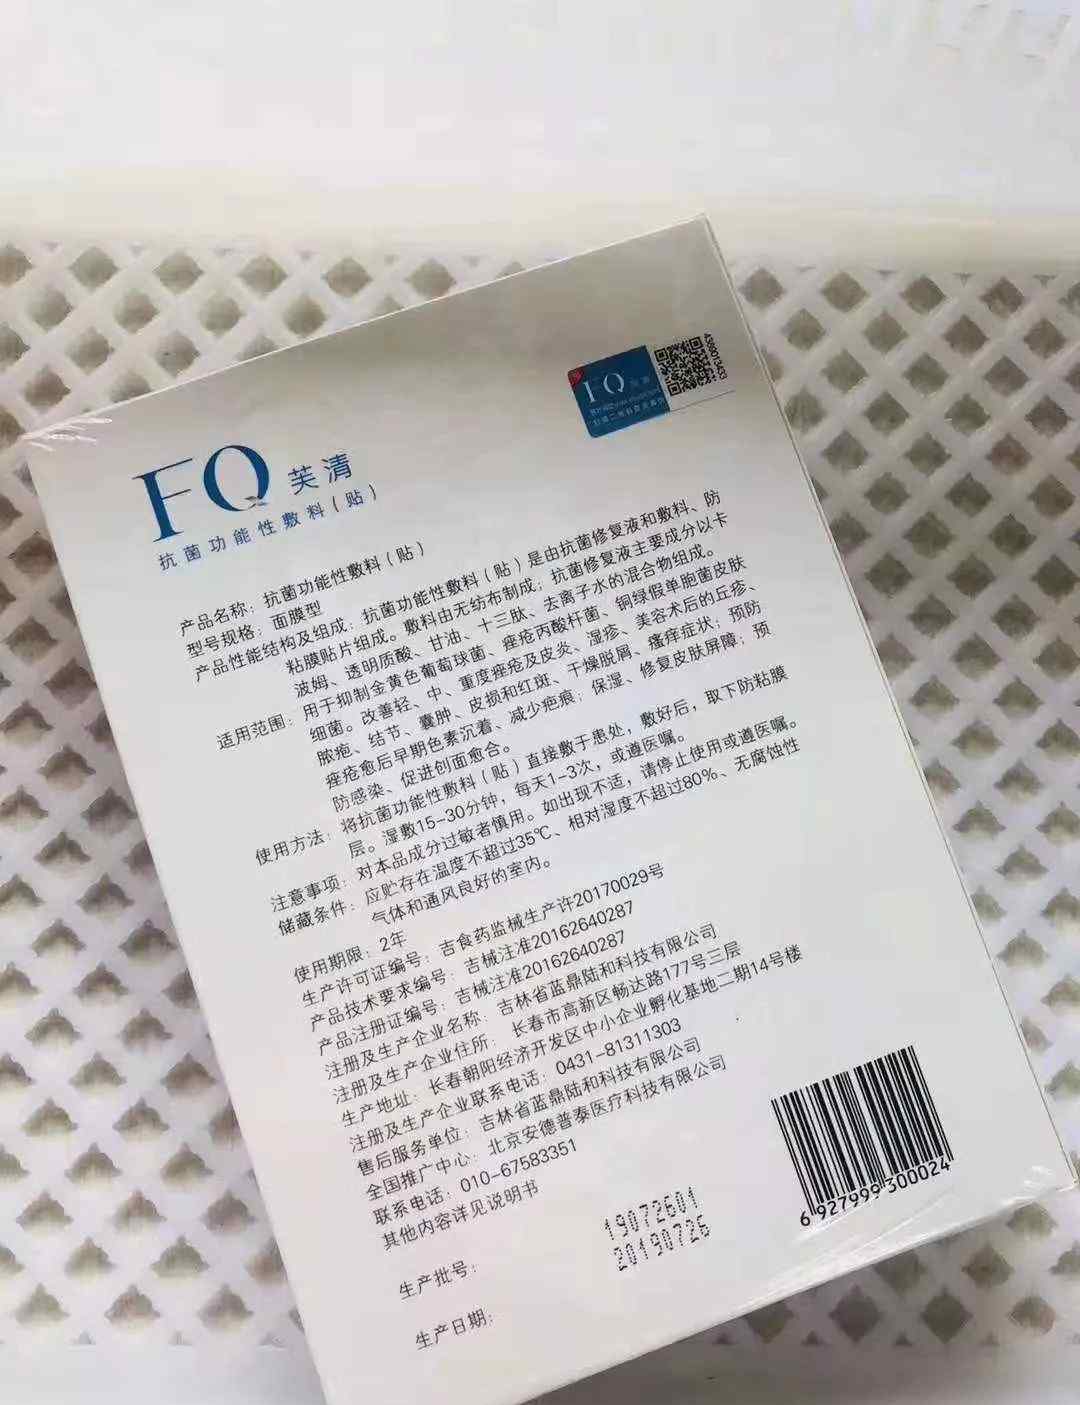 FQ 芙清
43901 3433
FQ 芙清
抗菌功能性敷料(贴)
产品名称：抗菌功能性敷料(贴)
型号规格：面膜型
产品性能结构及组成：抗菌功能性敷料(贴)是由抗菌修复液和敷料、防
粘膜贴片组成。敷料由无纺布制成；抗菌修复液主要成分以卡
波姆、透明质酸、甘油、十三肽、去离子水的混合物组成。
适用范围：用于抑制金黄色葡萄球菌、痤疮丙酸杆菌、铜绿假单胞菌皮肤
细菌。改善轻、中、重度痤疮及皮炎、湿疹、美容术后的丘疹、
脓疱、结节、囊肿、皮损和红斑、干燥脱屑、瘙痒症状；预防
痤疮愈后早期色素沉着、减少疤痕；保湿、修复皮肤屏障；预
防感染、促进创面愈合。
使用方法：将抗菌功能性敷料(贴)直接敷于患处，敷好后，取下防粘膜
层。湿敷15-30分钟，每天1-3次，或遵医嘱。
注意事项：对本品成分过敏者慎用。如出现不适，请停止使用或遵医嘱。
储藏条件：应贮存在温度不超过35℃、相对湿度不超过80%、无腐蚀性
气体和通风良好的室内。
使用期限：2年
生产许可证编号：吉食药监械生产许20170029号
产品技术要求编号：吉械注准20162640287
产品注册证编号：吉械注准20162640287
注册及生产企业名称：吉林省蓝鼎陆和科技有限公司
注册及生产企业住所：长春市高新区畅达路177号三层
生产地址：长春朝阳经济开发区中小企业孵化基地二期14号楼
注册及生产企业联系电话：0431-81311303
售后服务单位：吉林省蓝鼎陆和科技有限公司
全国推广中心：北京安德普泰医疗科技有限公司
联系电话：010-67583351
其他内容详见说明书
生产批号：
19072601
生产日期：
20190726
6 927999 300024